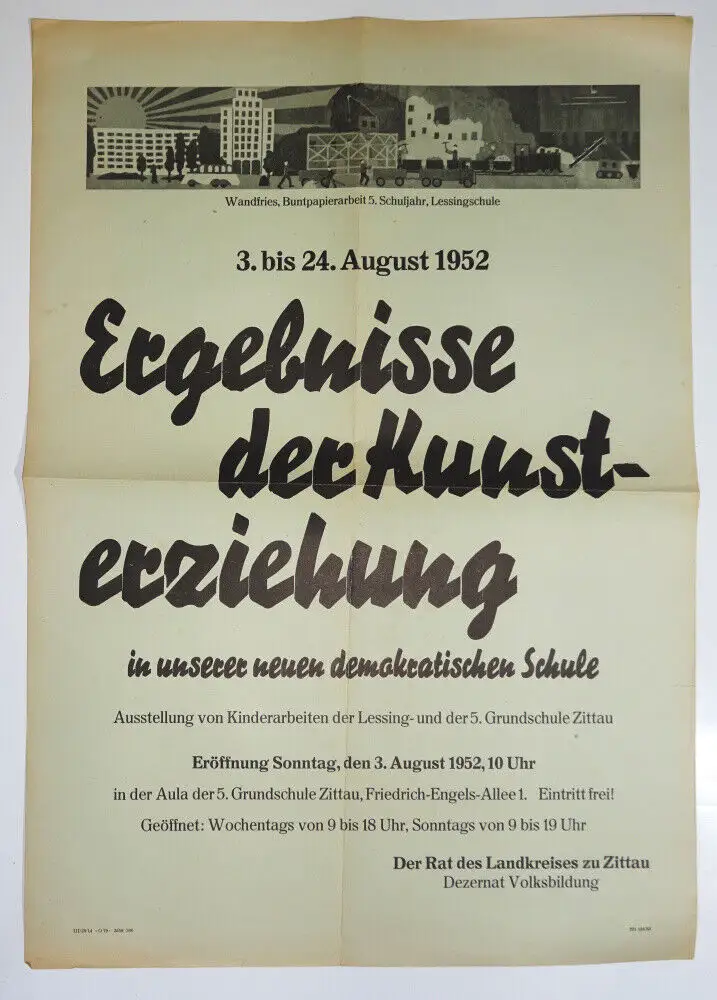 Wandfries, Buntpapierarbeit 5. Schuljahr, Lessingschule
3. bis 24. August 1952
Ergebnisse
der Kunst-
erziehung
in unserer neuen demokratischen Schule
Ausstellung von Kinderarbeiten der Lessing- und der 5. Grundschule Zittau
Eröffnung Sonntag, den 3. August 1952, 10 Uhr
in der Aula der 5. Grundschule Zittau, Friedrich-Engels-Allee 1. Eintritt frei!
Geöffnet: Wochentags von 9 bis 18 Uhr, Sonntags von 9 bis 19 Uhr
Der Rat des Landkreises zu Zittau
Dezernat Volksbildung